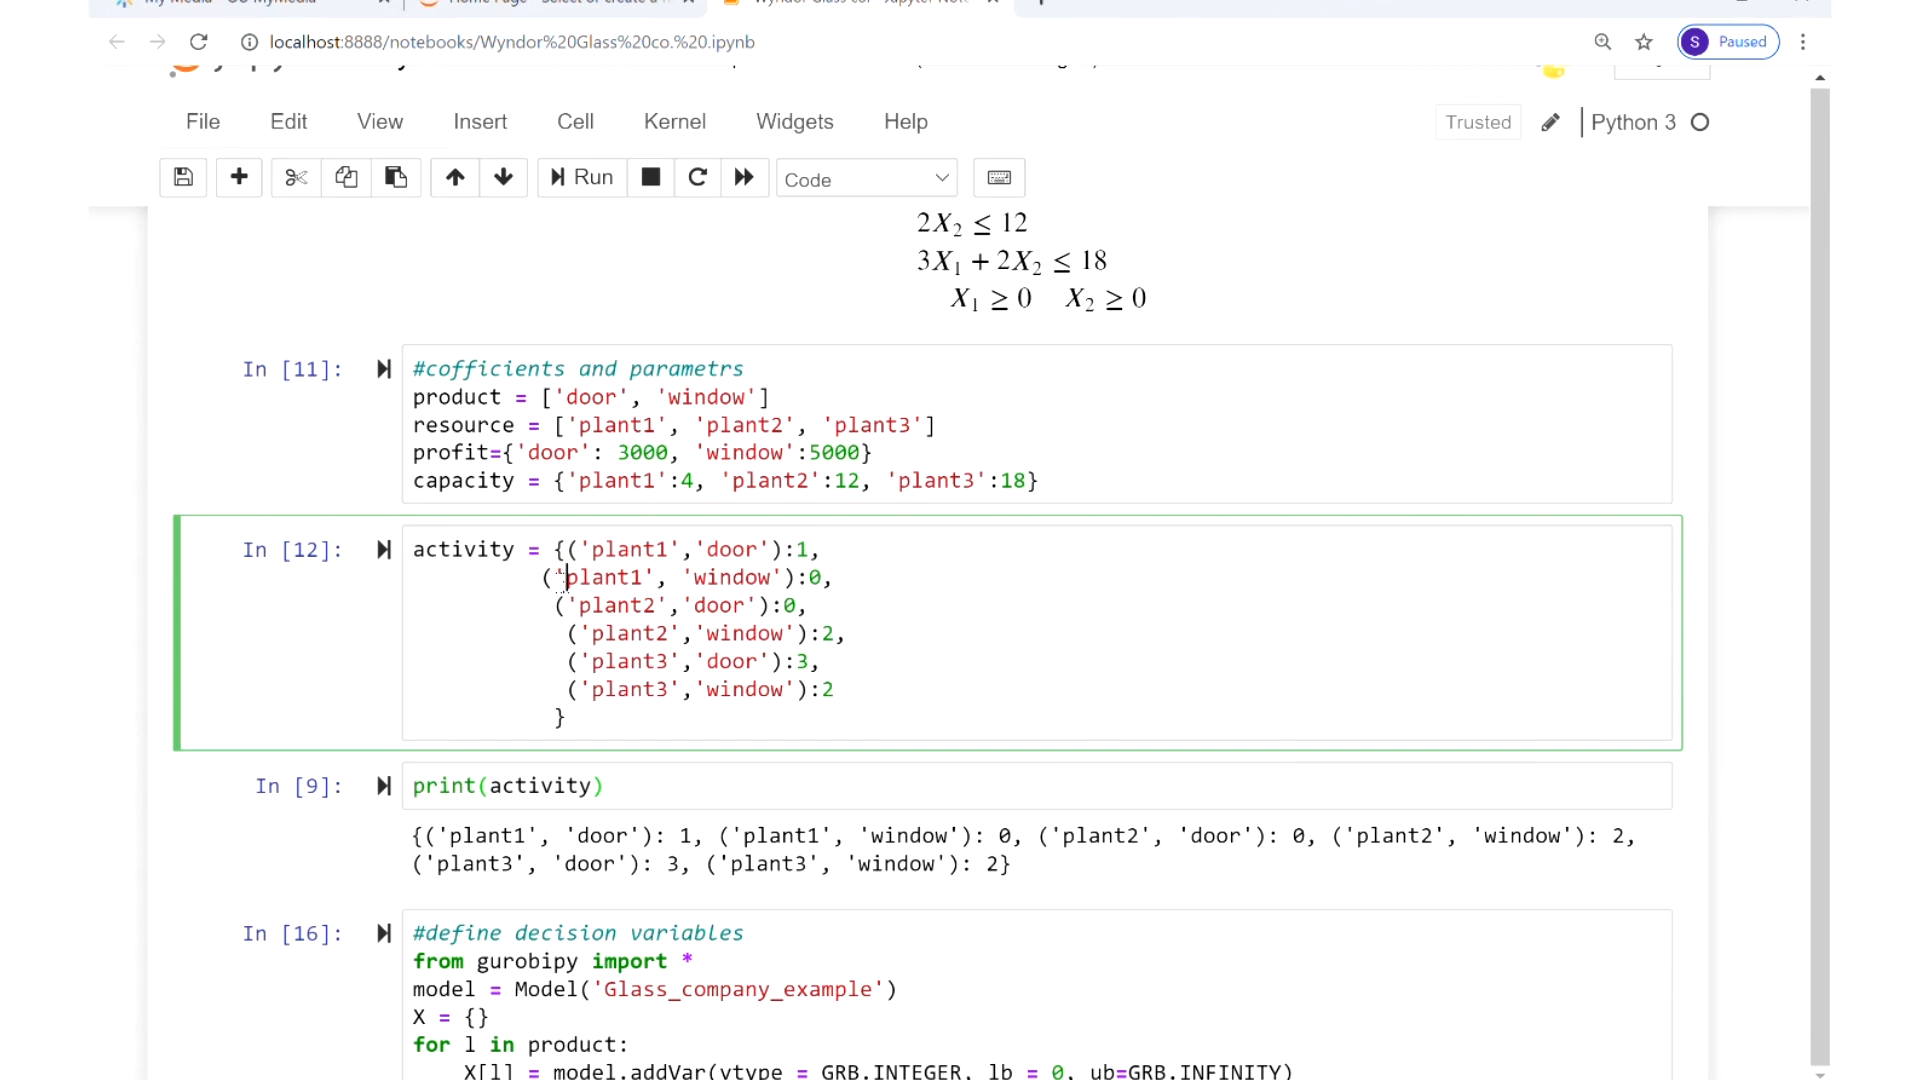 localhost:8888/notebooks/Wyndor%20Glass%20co.%20.ipynb
Paused
S
File Edit View Insert Cell Kernel Widgets Help
Trusted
Python 3
Run
Code
2X₂ ≤ 12
3X₁ + 2X₂ ≤ 18
X₁ ≥ 0 X₂ ≥ 0
In [11]:
#cofficients and parametrs
product = ['door', 'window']
resource = ['plant1', 'plant2', 'plant3']
profit={'door': 3000, 'window':5000}
capacity = {'plant1':4, 'plant2':12, 'plant3':18}
In [12]:
activity = {('plant1','door'):1,
('plant1', 'window'):0,
('plant2','door'):0,
('plant2','window'):2,
('plant3','door'):3,
('plant3','window'):2
}
In [9]:
print(activity)
{('plant1', 'door'): 1, ('plant1', 'window'): 0, ('plant2', 'door'): 0, ('plant2', 'window'): 2,
('plant3', 'door'): 3, ('plant3', 'window'): 2}
In [16]:
#define decision variables
from gurobipy import *
model = Model('Glass_company_example')
X = {}
for l in product:
X[l] = model.addVar(vtype = GRB.INTEGER, lb = 0, ub=GRB.INFINITY)